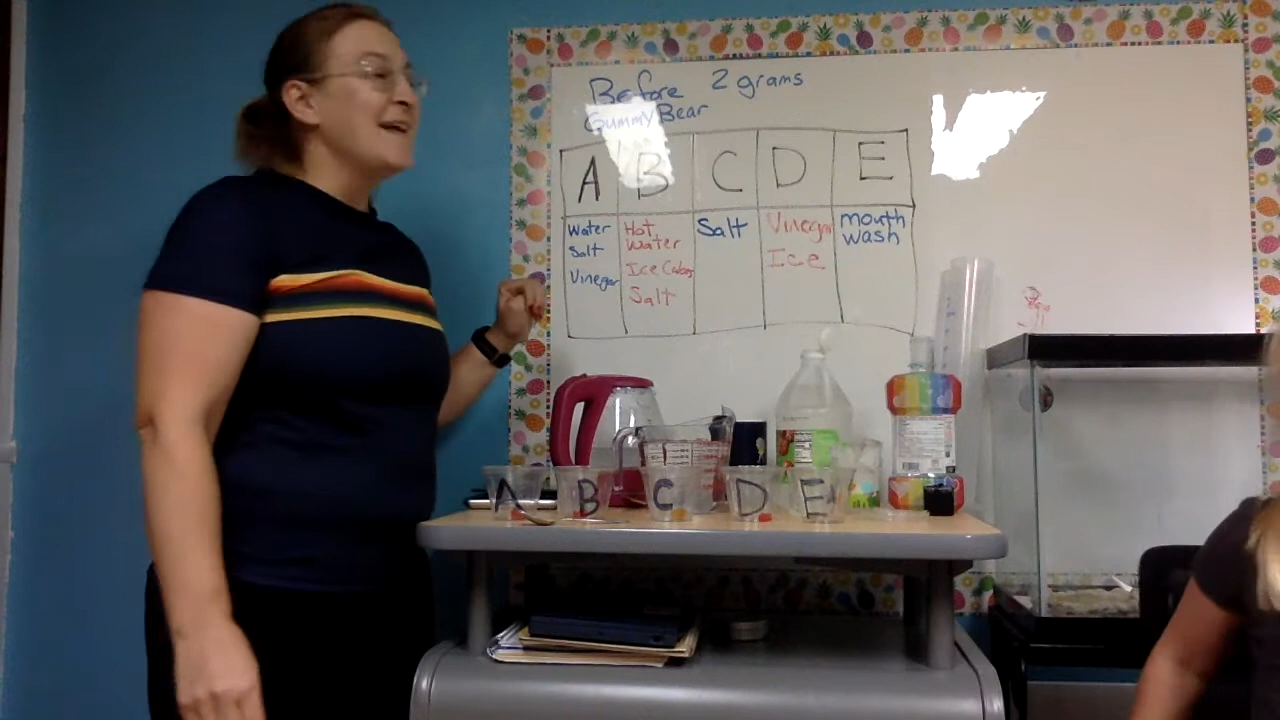 Before 2 grams
Gummy Bear
A B C D E
Water
Salt
Vinegar
Hot
Water
Ice Cubes
Salt
Salt
Vinegar
Ice
mouth
wash
A B C D E